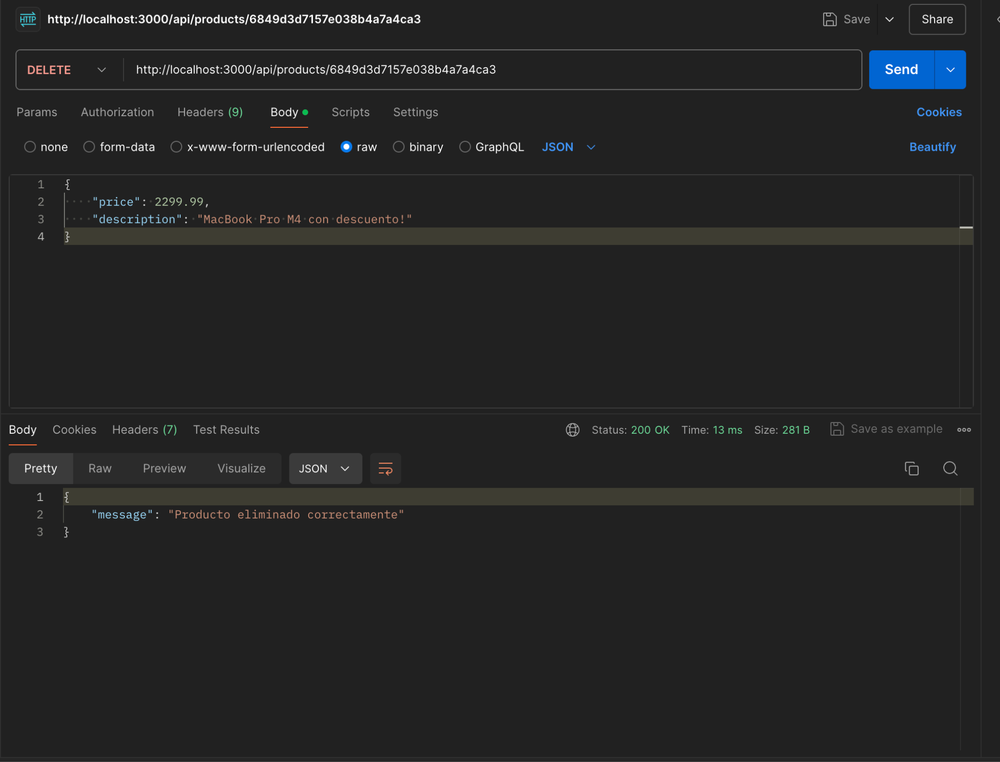 HTTP http://localhost:3000/api/products/6849d3d7157e038b4a7a4ca3 Save Share
DELETE http://localhost:3000/api/products/6849d3d7157e038b4a7a4ca3 Send
Params Authorization Headers (9) Body Scripts Settings Cookies
none form-data x-www-form-urlencoded raw binary GraphQL JSON Beautify
1 {
2 "price": 2299.99,
3 "description": "MacBook Pro M4 con descuento!"
4 }
Body Cookies Headers (7) Test Results Status: 200 OK Time: 13 ms Size: 281 B Save as example
Pretty Raw Preview Visualize JSON
1 {
2 "message": "Producto eliminado correctamente"
3 }